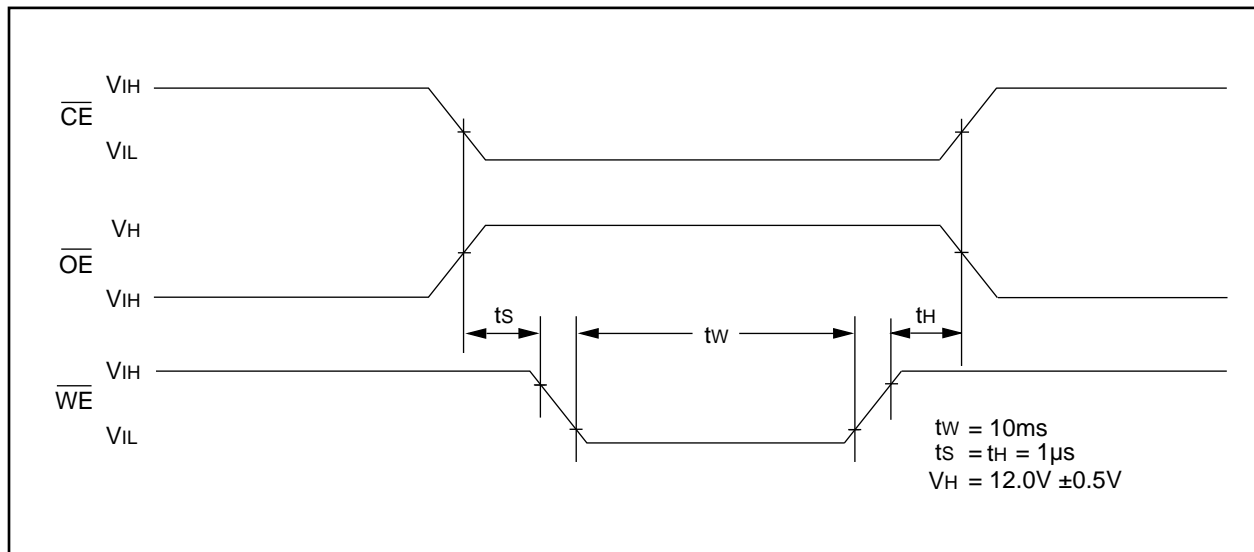 VIH
CE
VIL
VH
OE
VIH
tS
tW
tH
VIH
WE
VIL
tW = 10ms
tS = tH = 1µs
VH = 12.0V ±0.5V